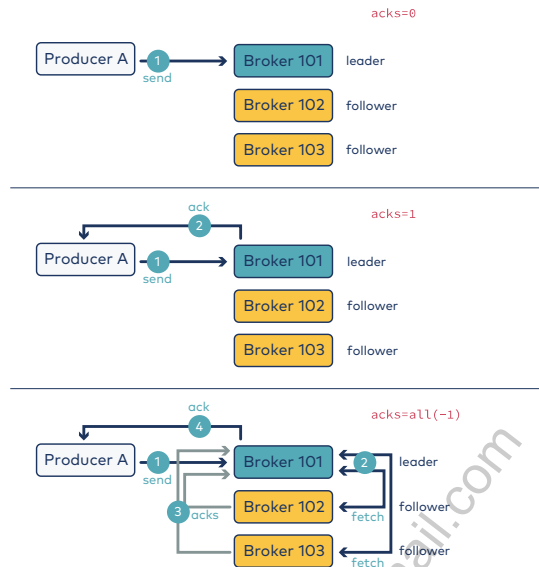 acks=0
Producer A
1
send
Broker 101
leader
Broker 102
follower
Broker 103
follower
acks=1
ack
2
Producer A
1
send
Broker 101
leader
Broker 102
follower
Broker 103
follower
acks=all(-1)
ack
4
Producer A
1
send
Broker 101
2
leader
3
acks
Broker 102
fetch
follower
Broker 103
fetch
follower
ail.com